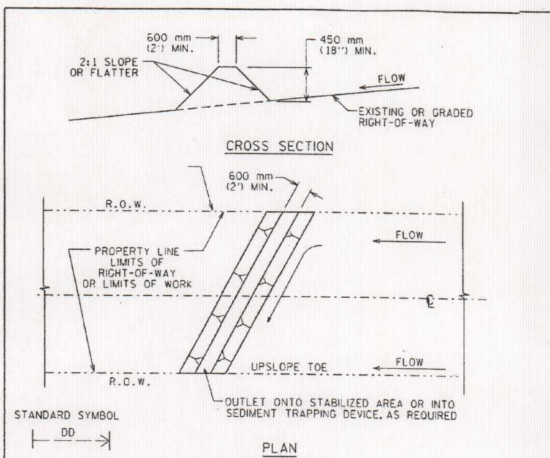 600 mm
(2') MIN.
450 mm
(18") MIN.
2:1 SLOPE
OR FLATTER
FLOW
EXISTING OR GRADED
RIGHT-OF-WAY
CROSS SECTION
600 mm
(2') MIN.
R.O.W.
FLOW
PROPERTY LINE
LIMITS OF
RIGHT-OF-WAY
OR LIMITS OF WORK
℄
UPSLOPE TOE
FLOW
R.O.W.
OUTLET ONTO STABILIZED AREA OR INTO
SEDIMENT TRAPPING DEVICE, AS REQUIRED
STANDARD SYMBOL
DD
PLAN